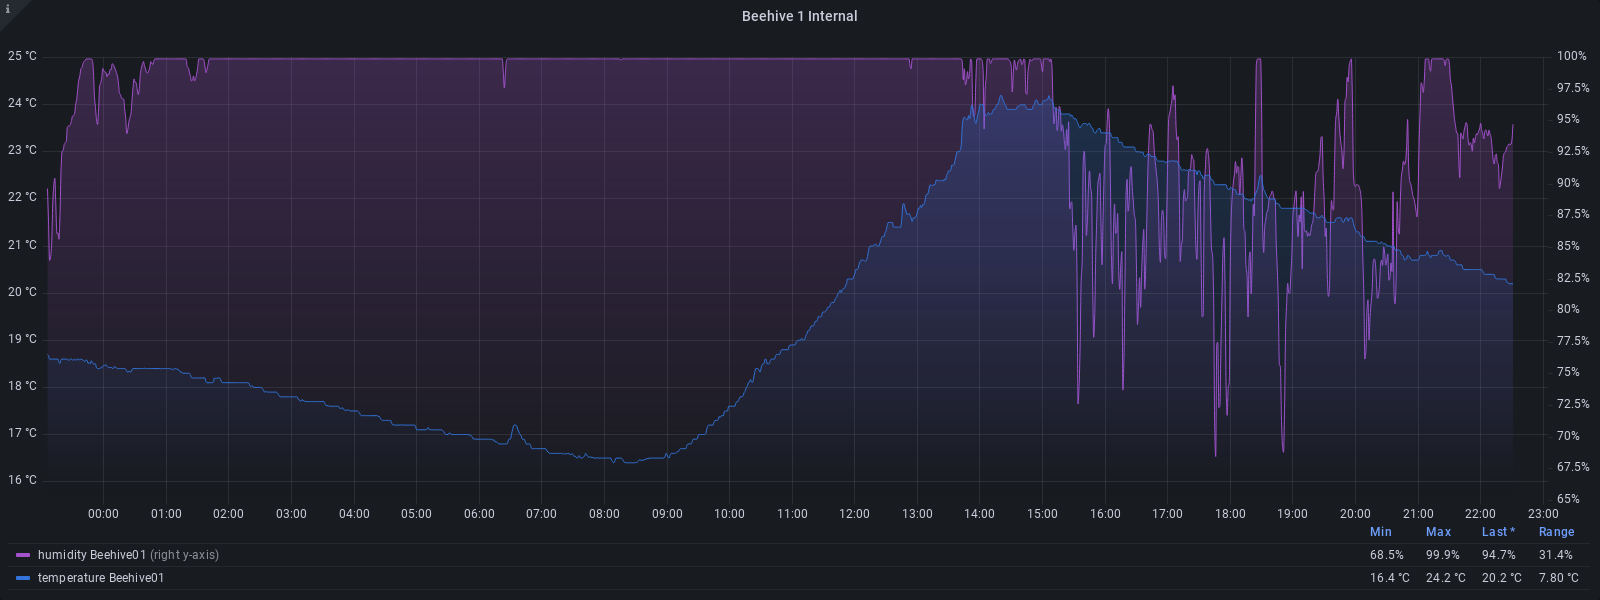 i
Beehive 1 Internal
25 °C 100%
97.5%
24 °C 95%
23 °C 92.5%
22 °C 90%
87.5%
21 °C 85%
20 °C 82.5%
80%
19 °C 77.5%
18 °C 75%
72.5%
17 °C 70%
67.5%
16 °C 65%
00:00 01:00 02:00 03:00 04:00 05:00 06:00 07:00 08:00 09:00 10:00 11:00 12:00 13:00 14:00 15:00 16:00 17:00 18:00 19:00 20:00 21:00 22:00 23:00
Min Max Last * Range
humidity Beehive01 (right y-axis) 68.5% 99.9% 94.7% 31.4%
temperature Beehive01 16.4 °C 24.2 °C 20.2 °C 7.80 °C